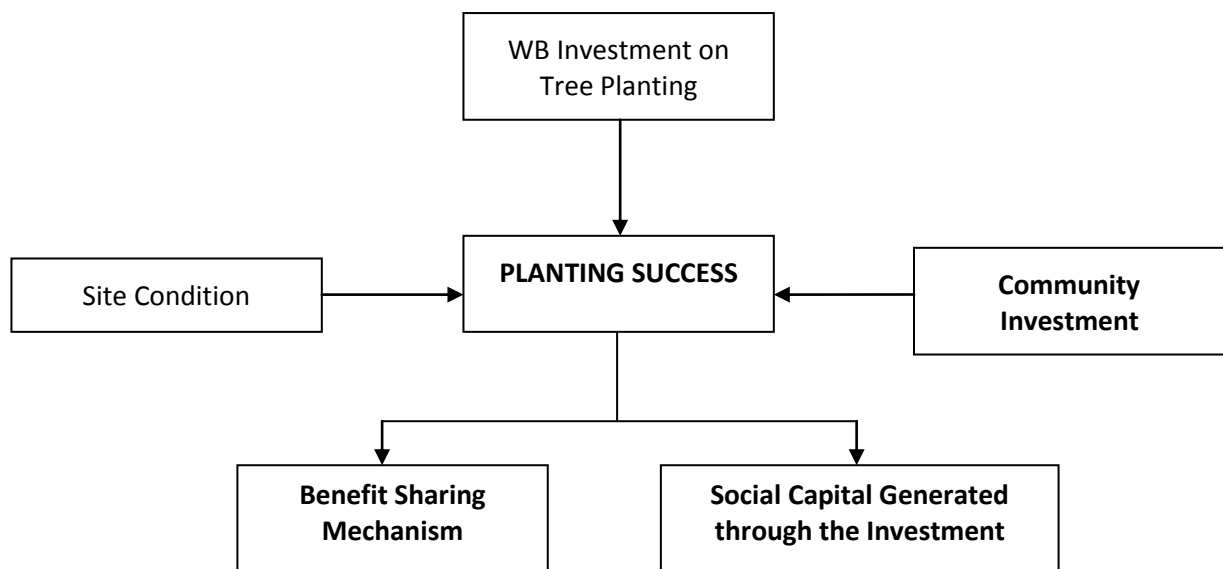 WB Investment on
Tree Planting
PLANTING SUCCESS
Site Condition
Community
Investment
Benefit Sharing
Mechanism
Social Capital Generated
through the Investment